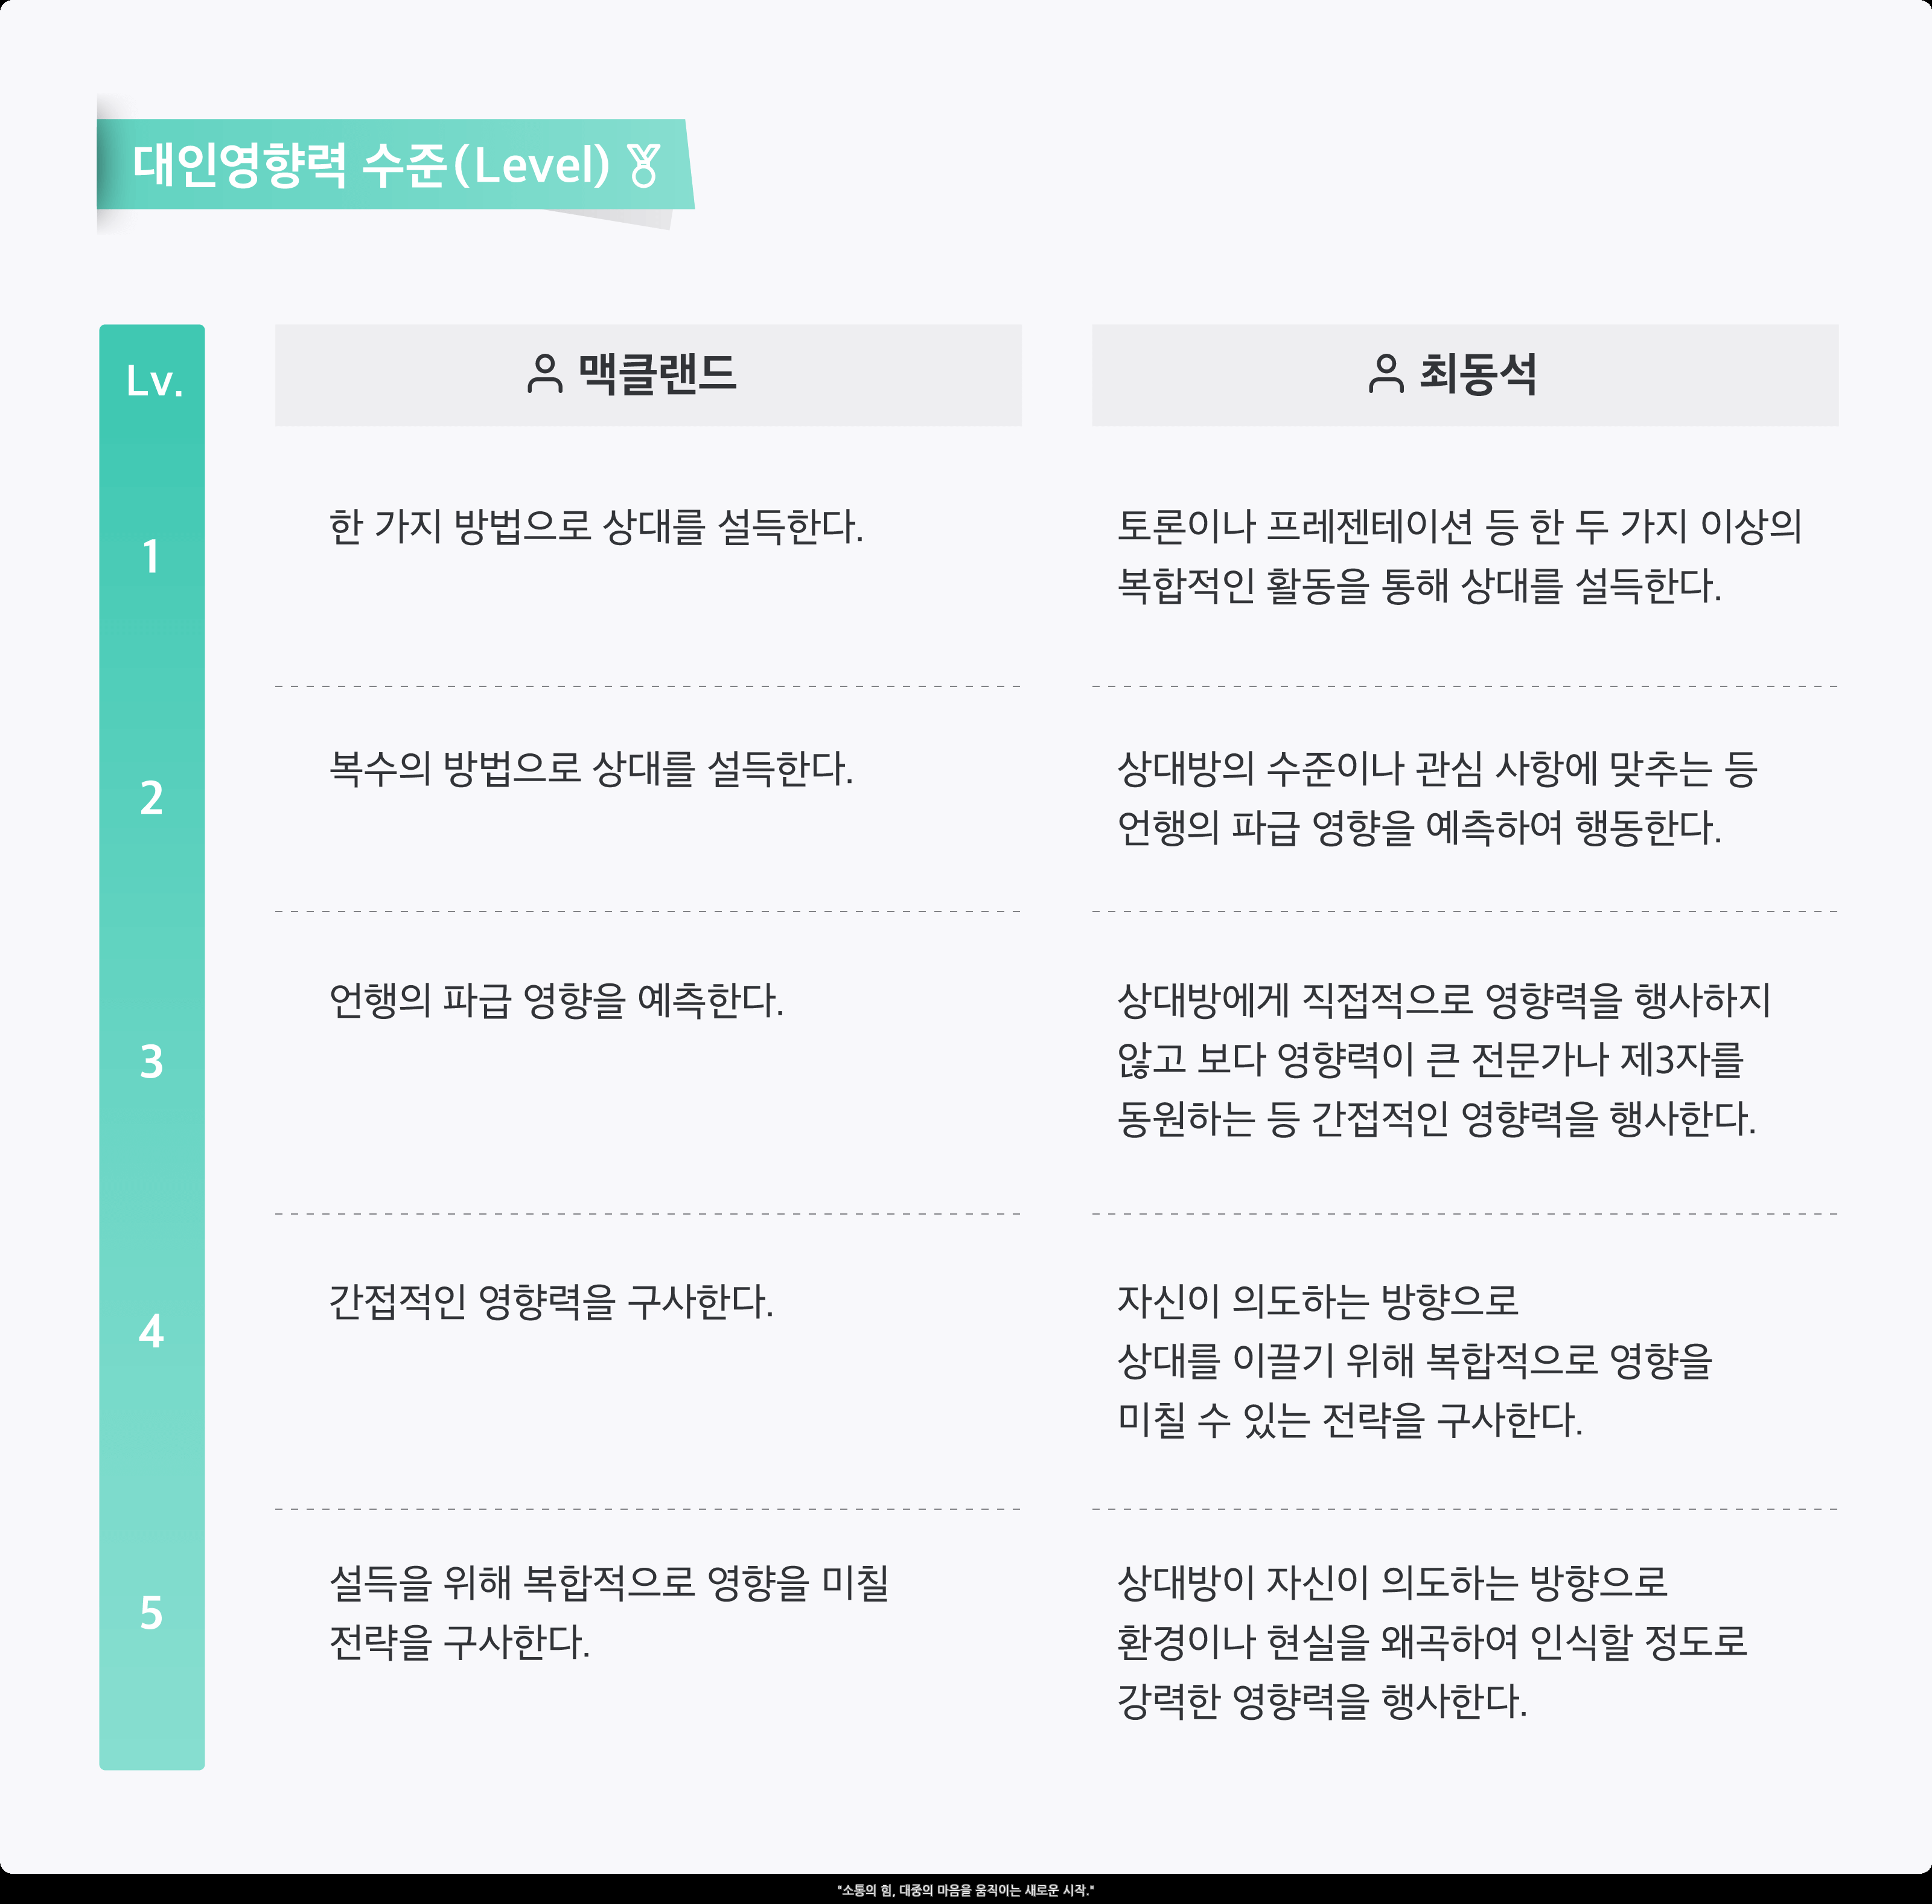 대인영향력 수준(Level)
Lv.
맥클랜드
최동석
1
한 가지 방법으로 상대를 설득한다.
토론이나 프레젠테이션 등 한 두 가지 이상의
복합적인 활동을 통해 상대를 설득한다.
2
복수의 방법으로 상대를 설득한다.
상대방의 수준이나 관심 사항에 맞추는 등
언행의 파급 영향을 예측하여 행동한다.
3
언행의 파급 영향을 예측한다.
상대방에게 직접적으로 영향력을 행사하지
않고 보다 영향력이 큰 전문가나 제3자를
동원하는 등 간접적인 영향력을 행사한다.
4
간접적인 영향력을 구사한다.
자신이 의도하는 방향으로
상대를 이끌기 위해 복합적으로 영향을
미칠 수 있는 전략을 구사한다.
5
설득을 위해 복합적으로 영향을 미칠
전략을 구사한다.
상대방이 자신이 의도하는 방향으로
환경이나 현실을 왜곡하여 인식할 정도로
강력한 영향력을 행사한다.
"소통의 힘, 대중의 마음을 움직이는 새로운 시작."